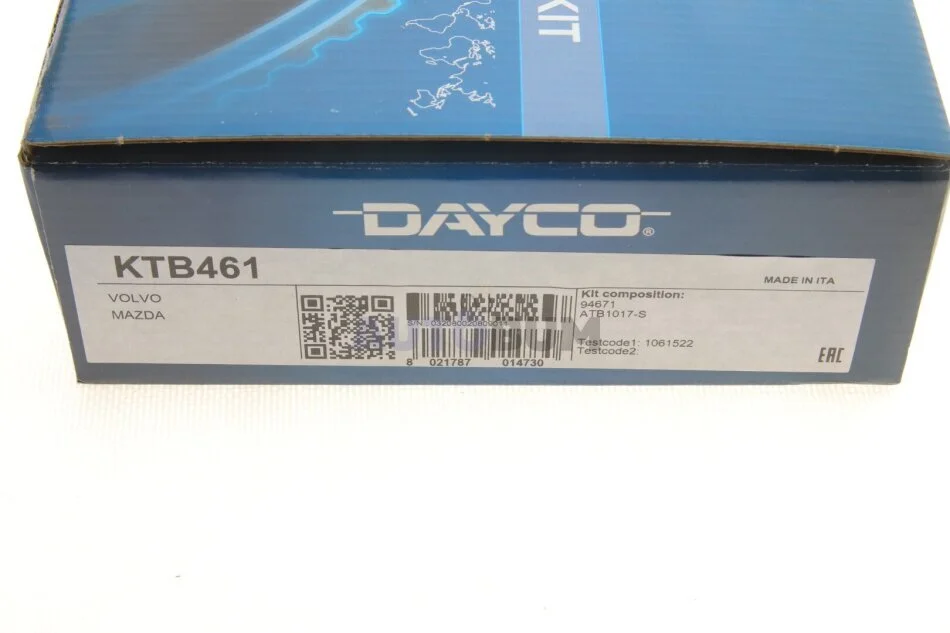 KIT
DAYCO®
KTB461
MADE IN ITA
VOLVO
MAZDA
Kit composition:
94671
ATB1017-S
Testcode1: 1061522
Testcode2:
8 021787 014730
EAC